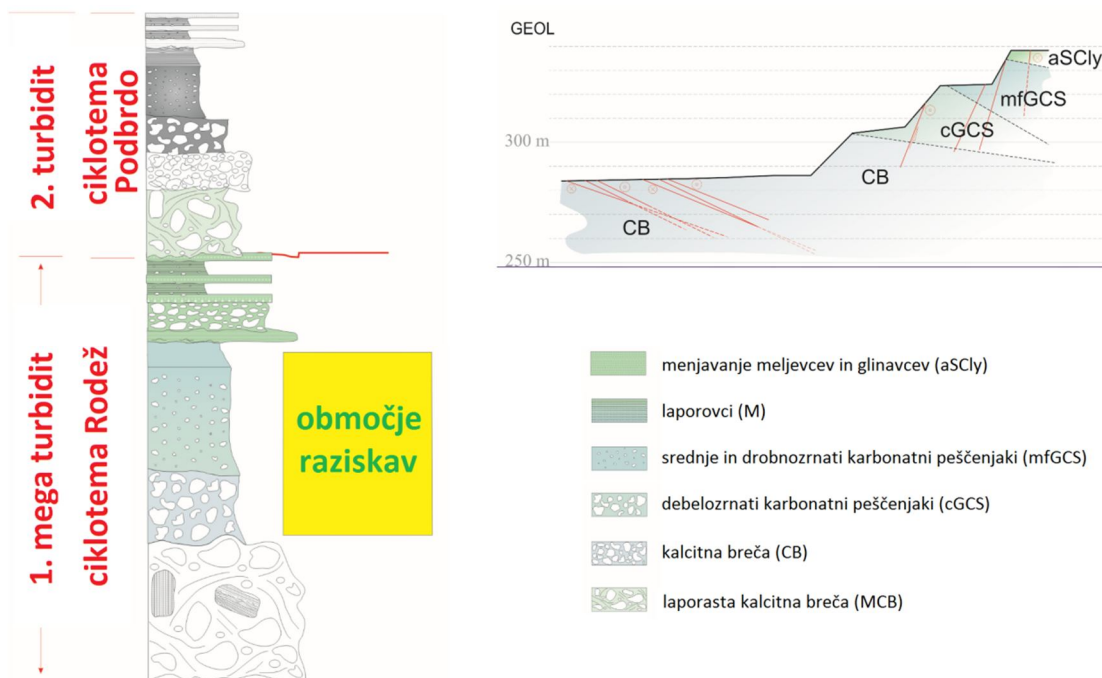 2. turbidit
ciklotema
Podbrdo
1. mega turbidit
ciklotema Rodež
območje
raziskav
GEOL
aSCly
mfGCS
cGCS
300 m
CB
CB
250 m
menjavanje meljevcev in glinavcev (aSCly)
laporovci (M)
srednje in drobnozrnati karbonatni peščenjaki (mfGCS)
debelozrnati karbonatni peščenjaki (cGCS)
kalcitna breča (CB)
laporasta kalcitna breča (MCB)